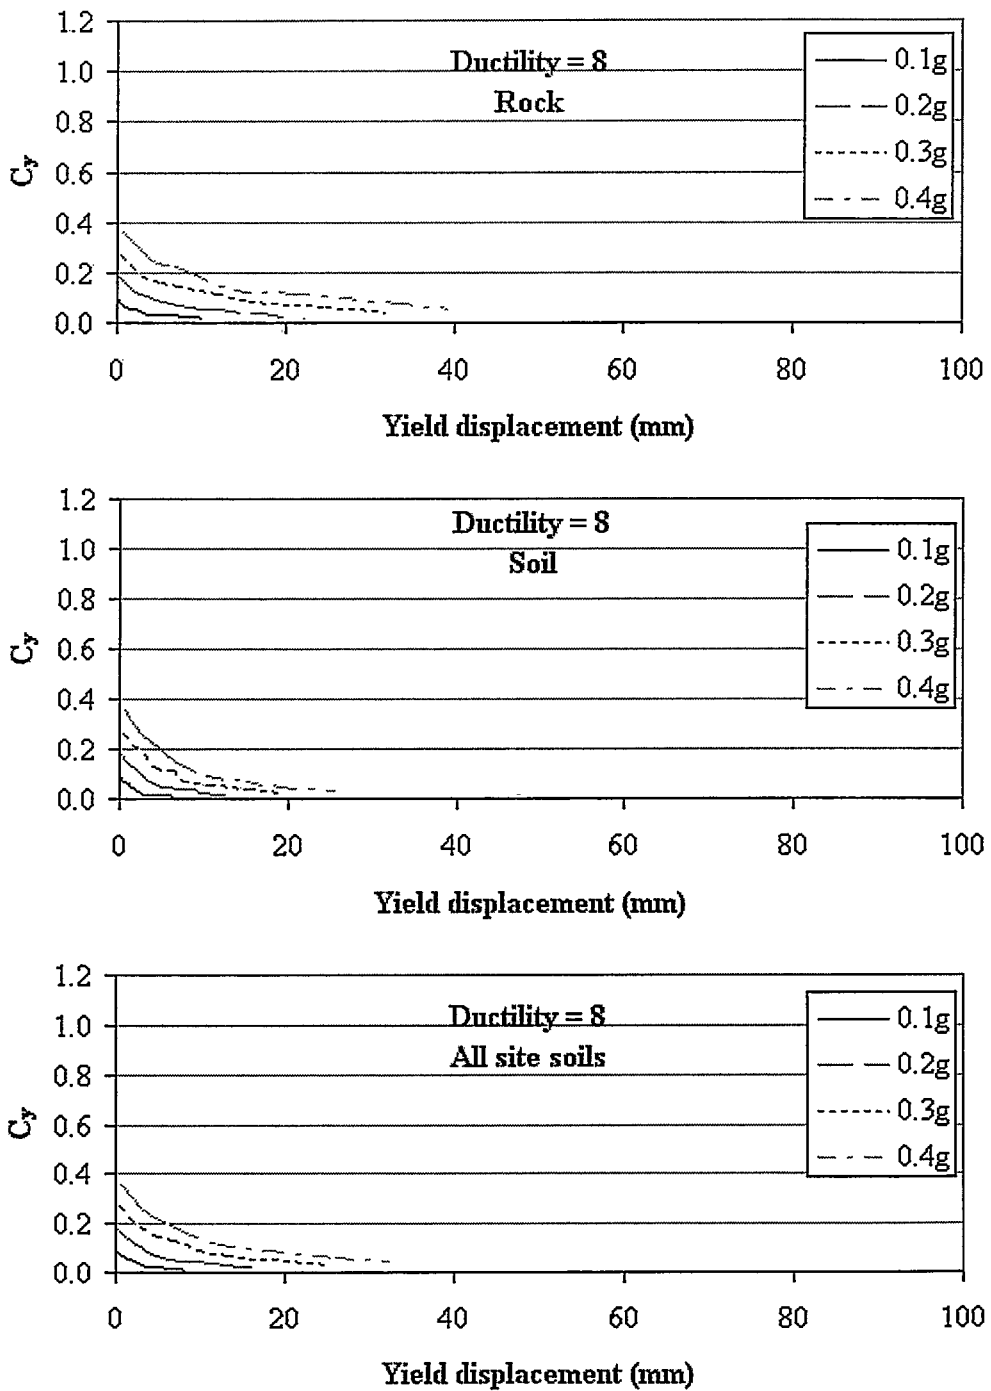 1.2
1.0
0.8
0.6
0.4
0.2
0.0
Cy
Ductility = 8
Rock
0.1g
0.2g
0.3g
0.4g
0 20 40 60 80 100
Yield displacement (mm)
1.2
1.0
0.8
0.6
0.4
0.2
0.0
Cy
Ductility = 8
Soil
0.1g
0.2g
0.3g
0.4g
0 20 40 60 80 100
Yield displacement (mm)
1.2
1.0
0.8
0.6
0.4
0.2
0.0
Cy
Ductility = 8
All site soils
0.1g
0.2g
0.3g
0.4g
0 20 40 60 80 100
Yield displacement (mm)